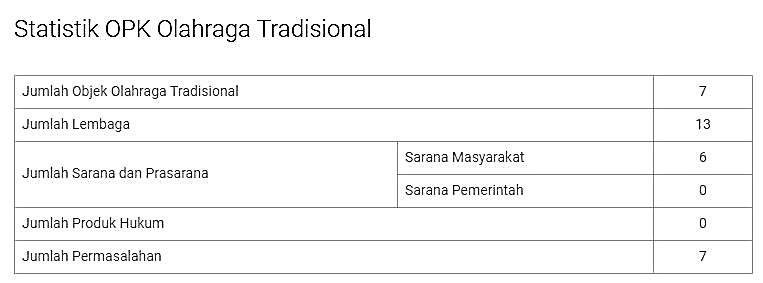 Statistik OPK Olahraga Tradisional
Jumlah Objek Olahraga Tradisional 7
Jumlah Lembaga 13
Jumlah Sarana dan Prasarana Sarana Masyarakat 6
Sarana Pemerintah 0
Jumlah Produk Hukum 0
Jumlah Permasalahan 7